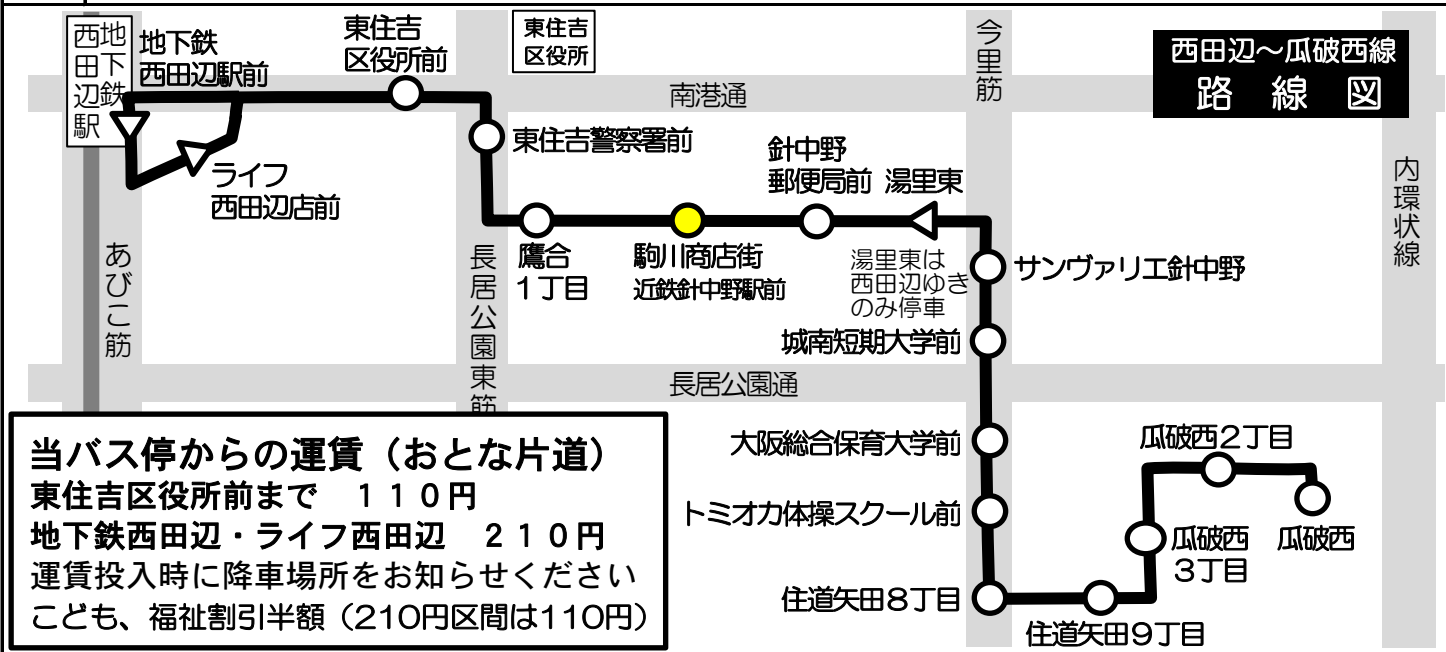 地下鉄
西田辺駅
地下鉄
西田辺駅前
東住吉
区役所前
東住吉
区役所
今里筋
西田辺～瓜破西線
路線図
南港通
東住吉警察署前
針中野
郵便局前
湯里東
ライフ
西田辺店前
内環状線
あびこ筋
長居公園東筋
鷹合
1丁目
駒川商店街
近鉄針中野駅前
湯里東は
西田辺ゆき
のみ停車
サンヴァリエ針中野
城南短期大学前
長居公園通
大阪総合保育大学前
瓜破西2丁目
トミオカ体操スクール前
瓜破西
3丁目
瓜破西
住道矢田8丁目
住道矢田9丁目
当バス停からの運賃（おとな片道）
東住吉区役所前まで　１１０円
地下鉄西田辺・ライフ西田辺　２１０円
運賃投入時に降車場所をお知らせください
こども、福祉割引半額（210円区間は110円）